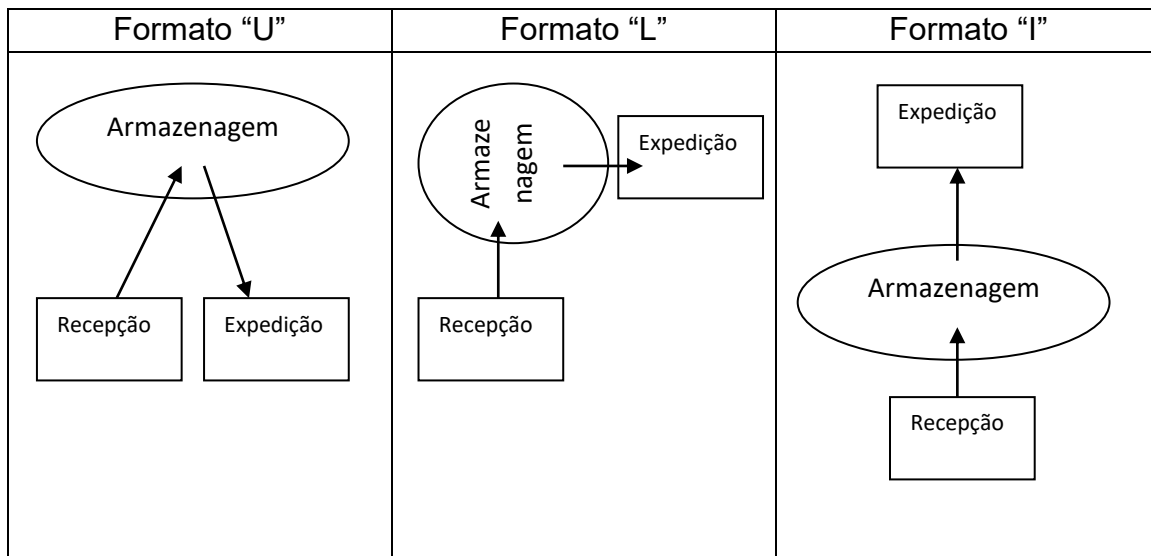 Formato “U”
Formato “L”
Formato “I”
Armazenagem
Recepção
Expedição
Armaze
nagem
Expedição
Recepção
Expedição
Armazenagem
Recepção